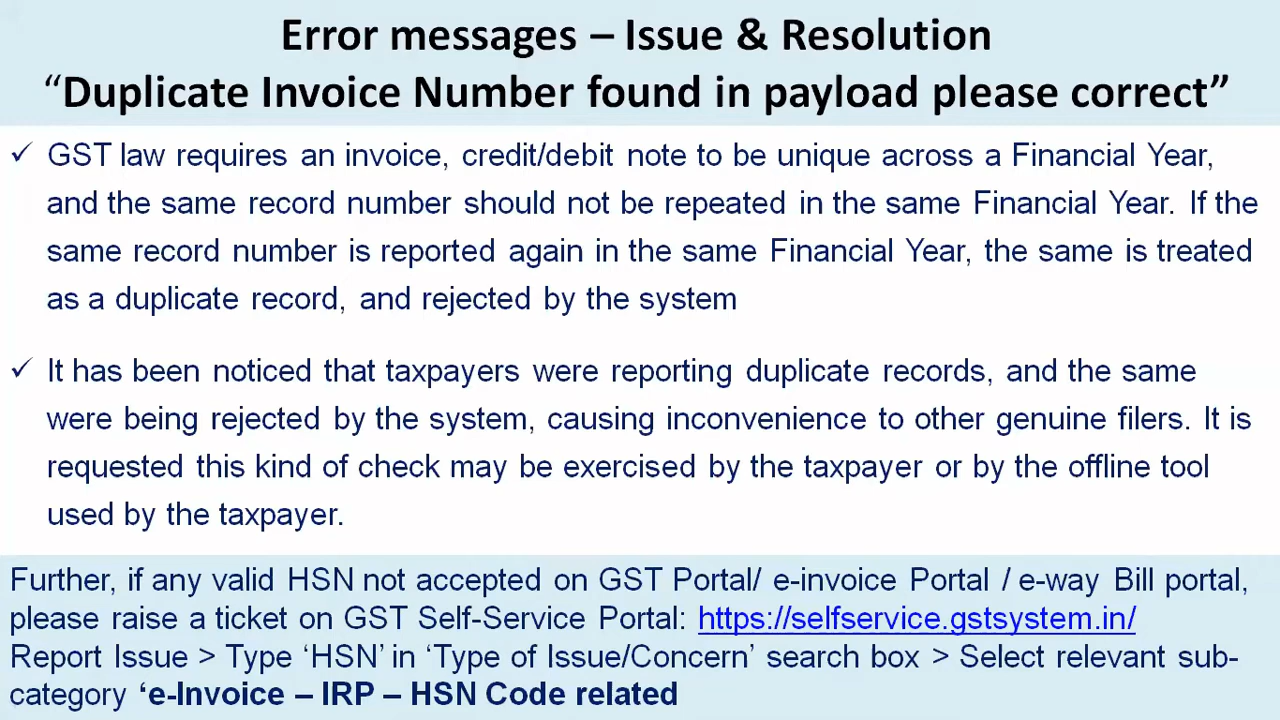 Error messages – Issue & Resolution
“Duplicate Invoice Number found in payload please correct”
✓ GST law requires an invoice, credit/debit note to be unique across a Financial Year,
and the same record number should not be repeated in the same Financial Year. If the
same record number is reported again in the same Financial Year, the same is treated
as a duplicate record, and rejected by the system
✓ It has been noticed that taxpayers were reporting duplicate records, and the same
were being rejected by the system, causing inconvenience to other genuine filers. It is
requested this kind of check may be exercised by the taxpayer or by the offline tool
used by the taxpayer.
Further, if any valid HSN not accepted on GST Portal/ e-invoice Portal / e-way Bill portal,
please raise a ticket on GST Self-Service Portal: https://selfservice.gstsystem.in/
Report Issue > Type ‘HSN’ in ‘Type of Issue/Concern’ search box > Select relevant sub-
category ‘e-Invoice – IRP – HSN Code related